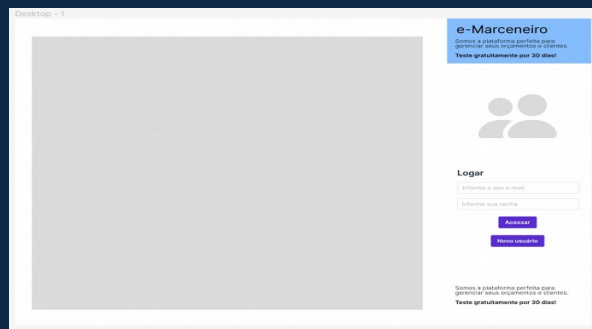 Desktop - 1
e-Marceneiro
Somos a plataforma perfeita para
gerenciar seus orçamentos e clientes.
Teste gratuitamente por 30 dias!
Logar
Informe o seu e-mail
Informe sua senha
Acessar
Novo usuário
Somos a plataforma perfeita para
gerenciar seus orçamentos e clientes.
Teste gratuitamente por 30 dias!